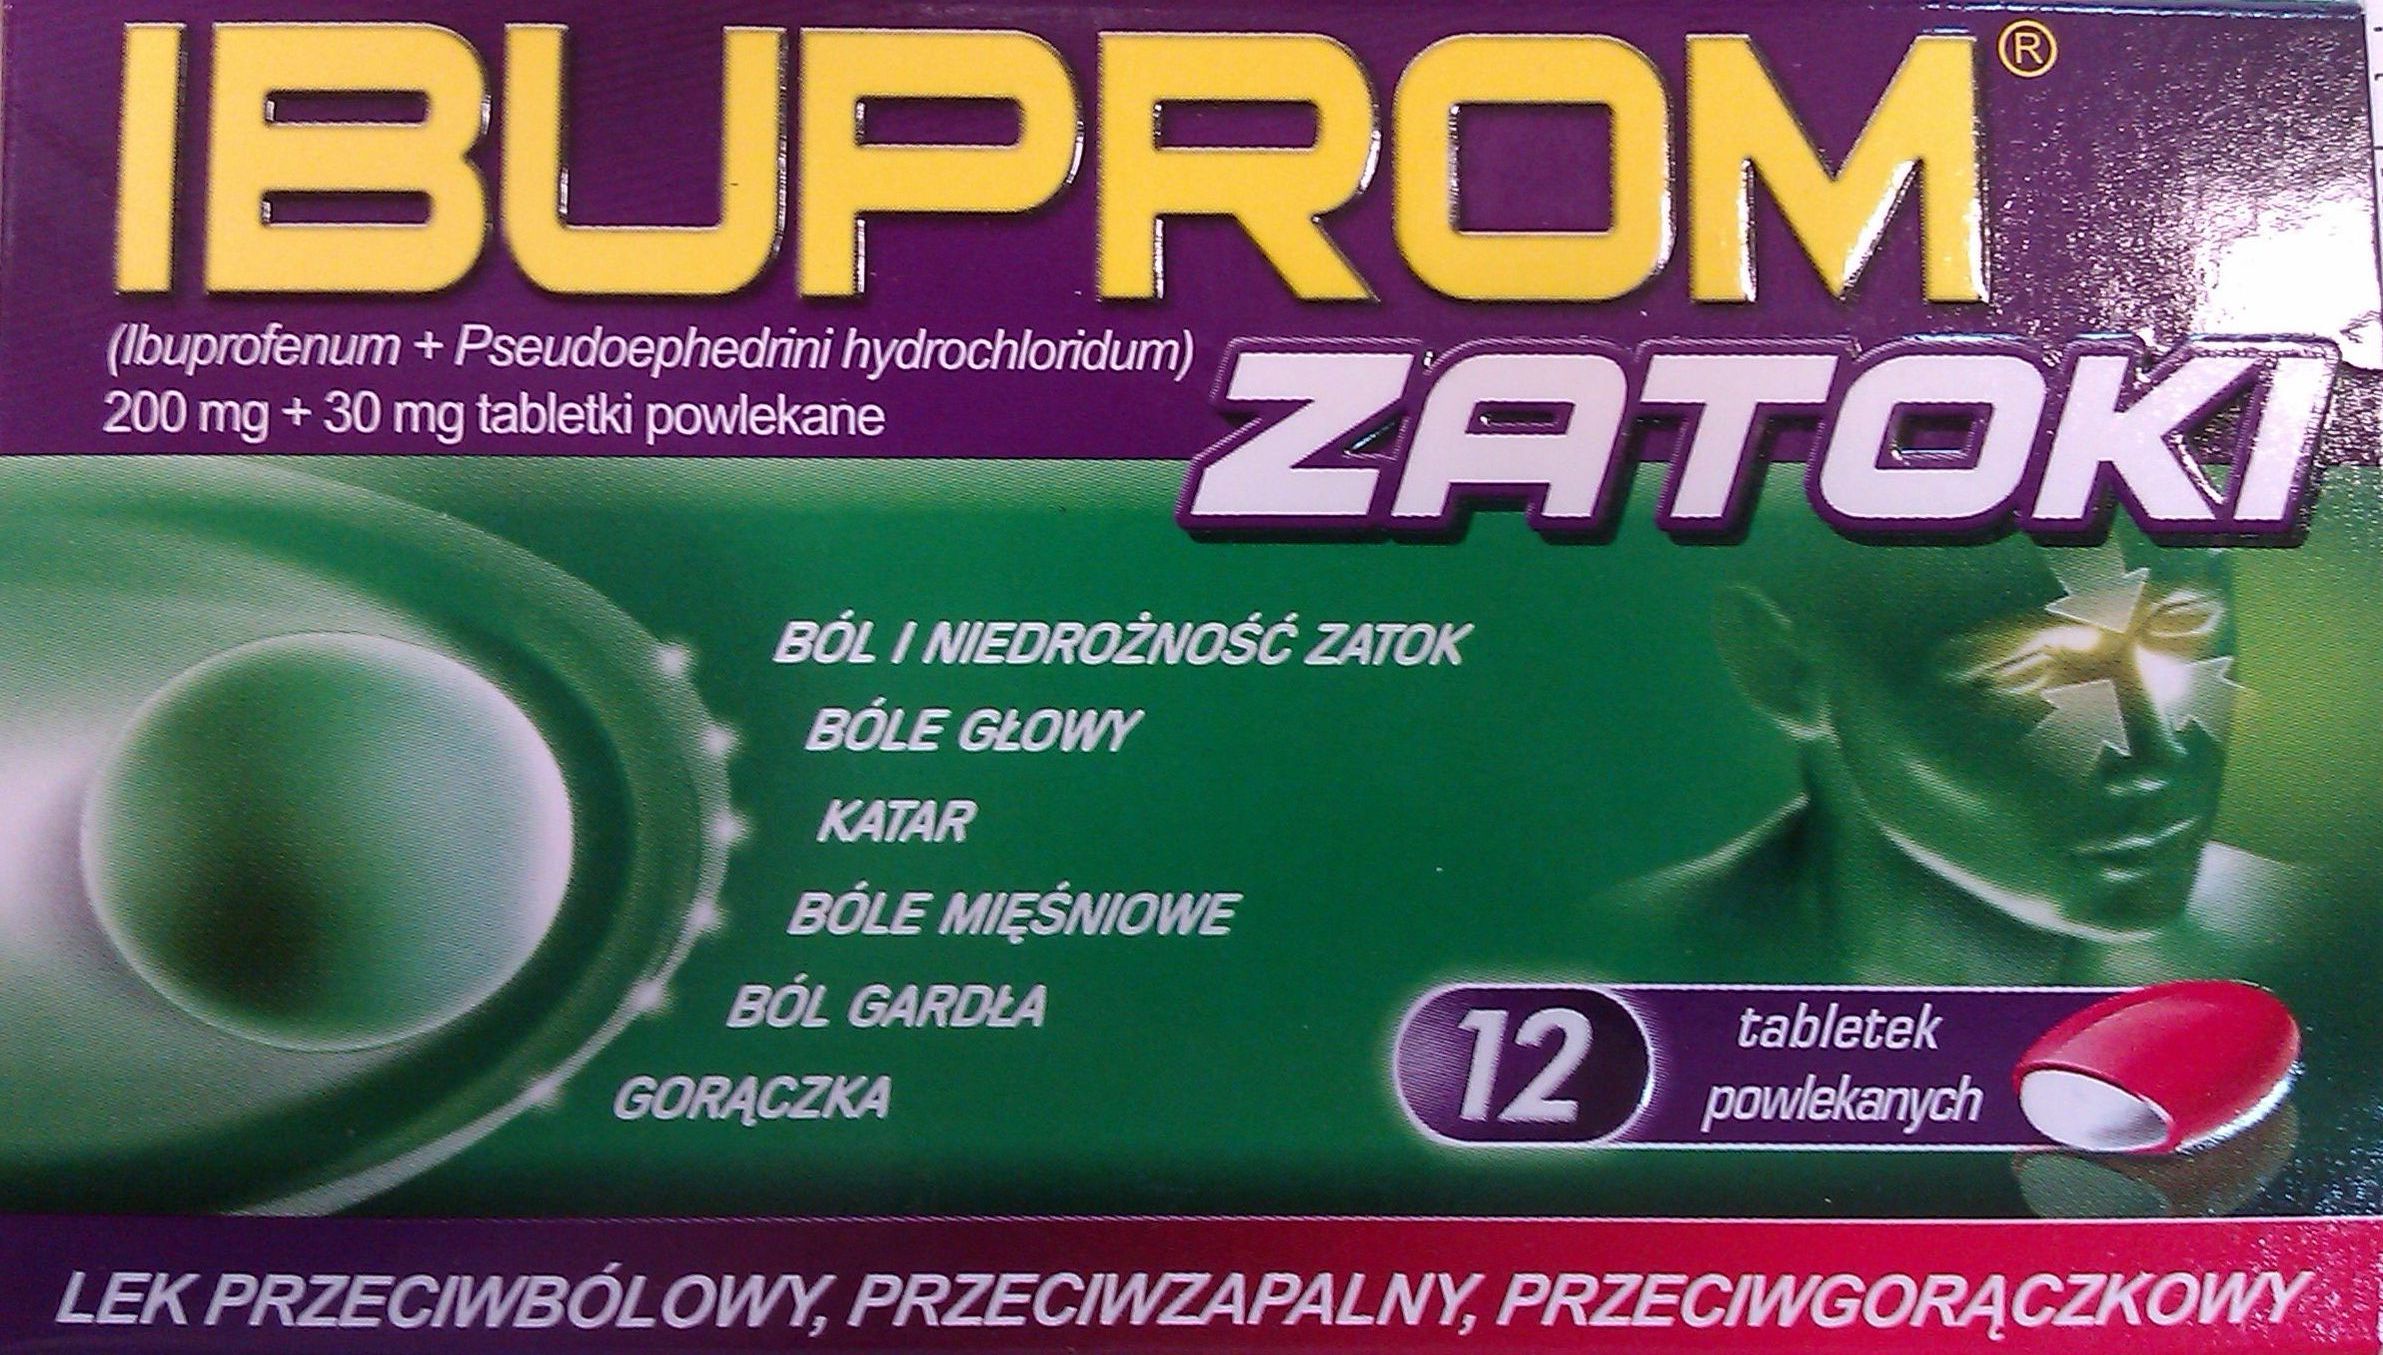 IBUPROM®
(Ibuprofenum + Pseudoephedrini hydrochloridum)
200 mg + 30 mg tabletki powlekane
ZATOKI
BÓL I NIEDROŻNOŚĆ ZATOK
BÓLE GŁOWY
KATAR
BÓLE MIĘŚNIOWE
BÓL GARDŁA
GORĄCZKA
12 tabletek
powlekanych
LEK PRZECIWBÓLOWY, PRZECIWZAPALNY, PRZECIWGORĄCZKOWY